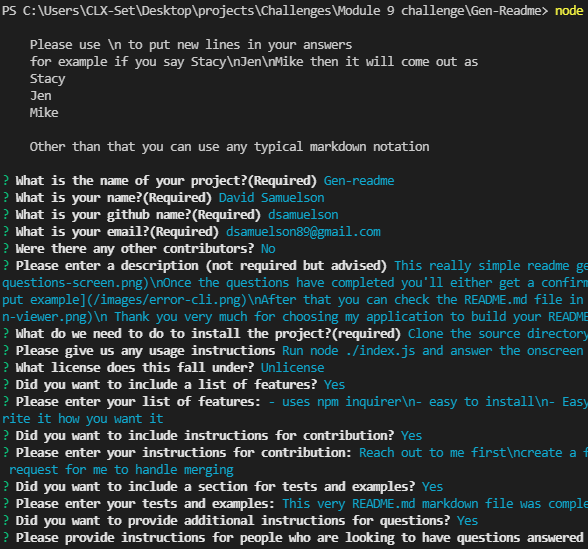 PS C:\Users\CLX-Set\Desktop\projects\Challenges\Module 9 challenge\Gen-Readme> node
Please use \n to put new lines in your answers
for example if you say Stacy\nJen\nMike then it will come out as
Stacy
Jen
Mike
Other than that you can use any typical markdown notation
? What is the name of your project?(Required) Gen-readme
? What is your name?(Required) David Samuelson
? What is your github name?(Required) dsamuelson
? What is your email?(Required) dsamuelson89@gmail.com
? Were there any other contributors? No
? Please enter a description (not required but advised) This really simple readme ge
questions-screen.png)\nOnce the questions have completed you'll either get a confirm
put example](/images/error-cli.png)\nAfter that you can check the README.md file in
n-viewer.png)\n Thank you very much for choosing my application to build your README
? What do we need to do to install the project?(required) Clone the source directory
? Please give us any usage instructions Run node ./index.js and answer the onscreen
? What license does this fall under? Unlicense
? Did you want to include a list of features? Yes
? Please enter your list of features: - uses npm inquirer\n- easy to install\n- Easy
rite it how you want it
? Did you want to include instructions for contribution? Yes
? Please enter your instructions for contribution: Reach out to me first\ncreate a f
request for me to handle merging
? Did you want to include a section for tests and examples? Yes
? Please enter your tests and examples: This very README.md markdown file was comple
? Did you want to provide additional instructions for questions? Yes
? Please provide instructions for people who are looking to have questions answered